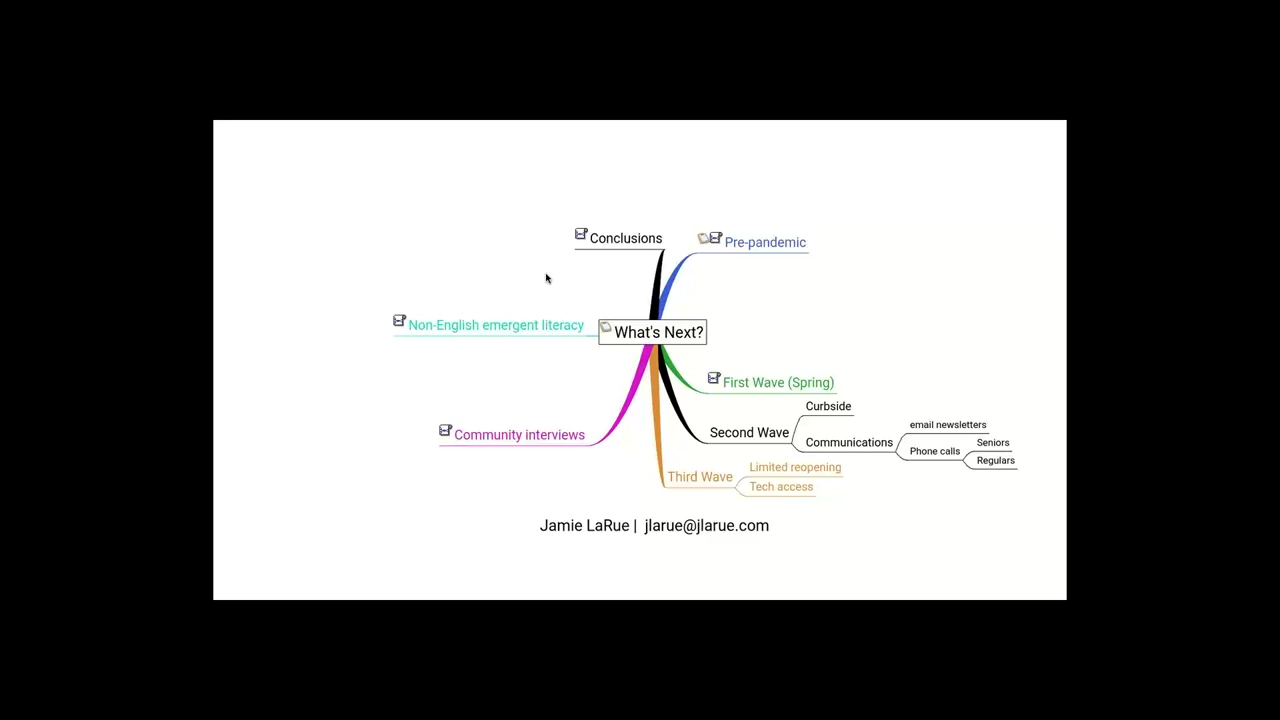 Conclusions
Pre-pandemic
Non-English emergent literacy
What's Next?
First Wave (Spring)
Curbside
Second Wave
Communications
email newsletters
Phone calls
Seniors
Regulars
Community interviews
Third Wave
Limited reopening
Tech access
Jamie LaRue | jlarue@jlarue.com